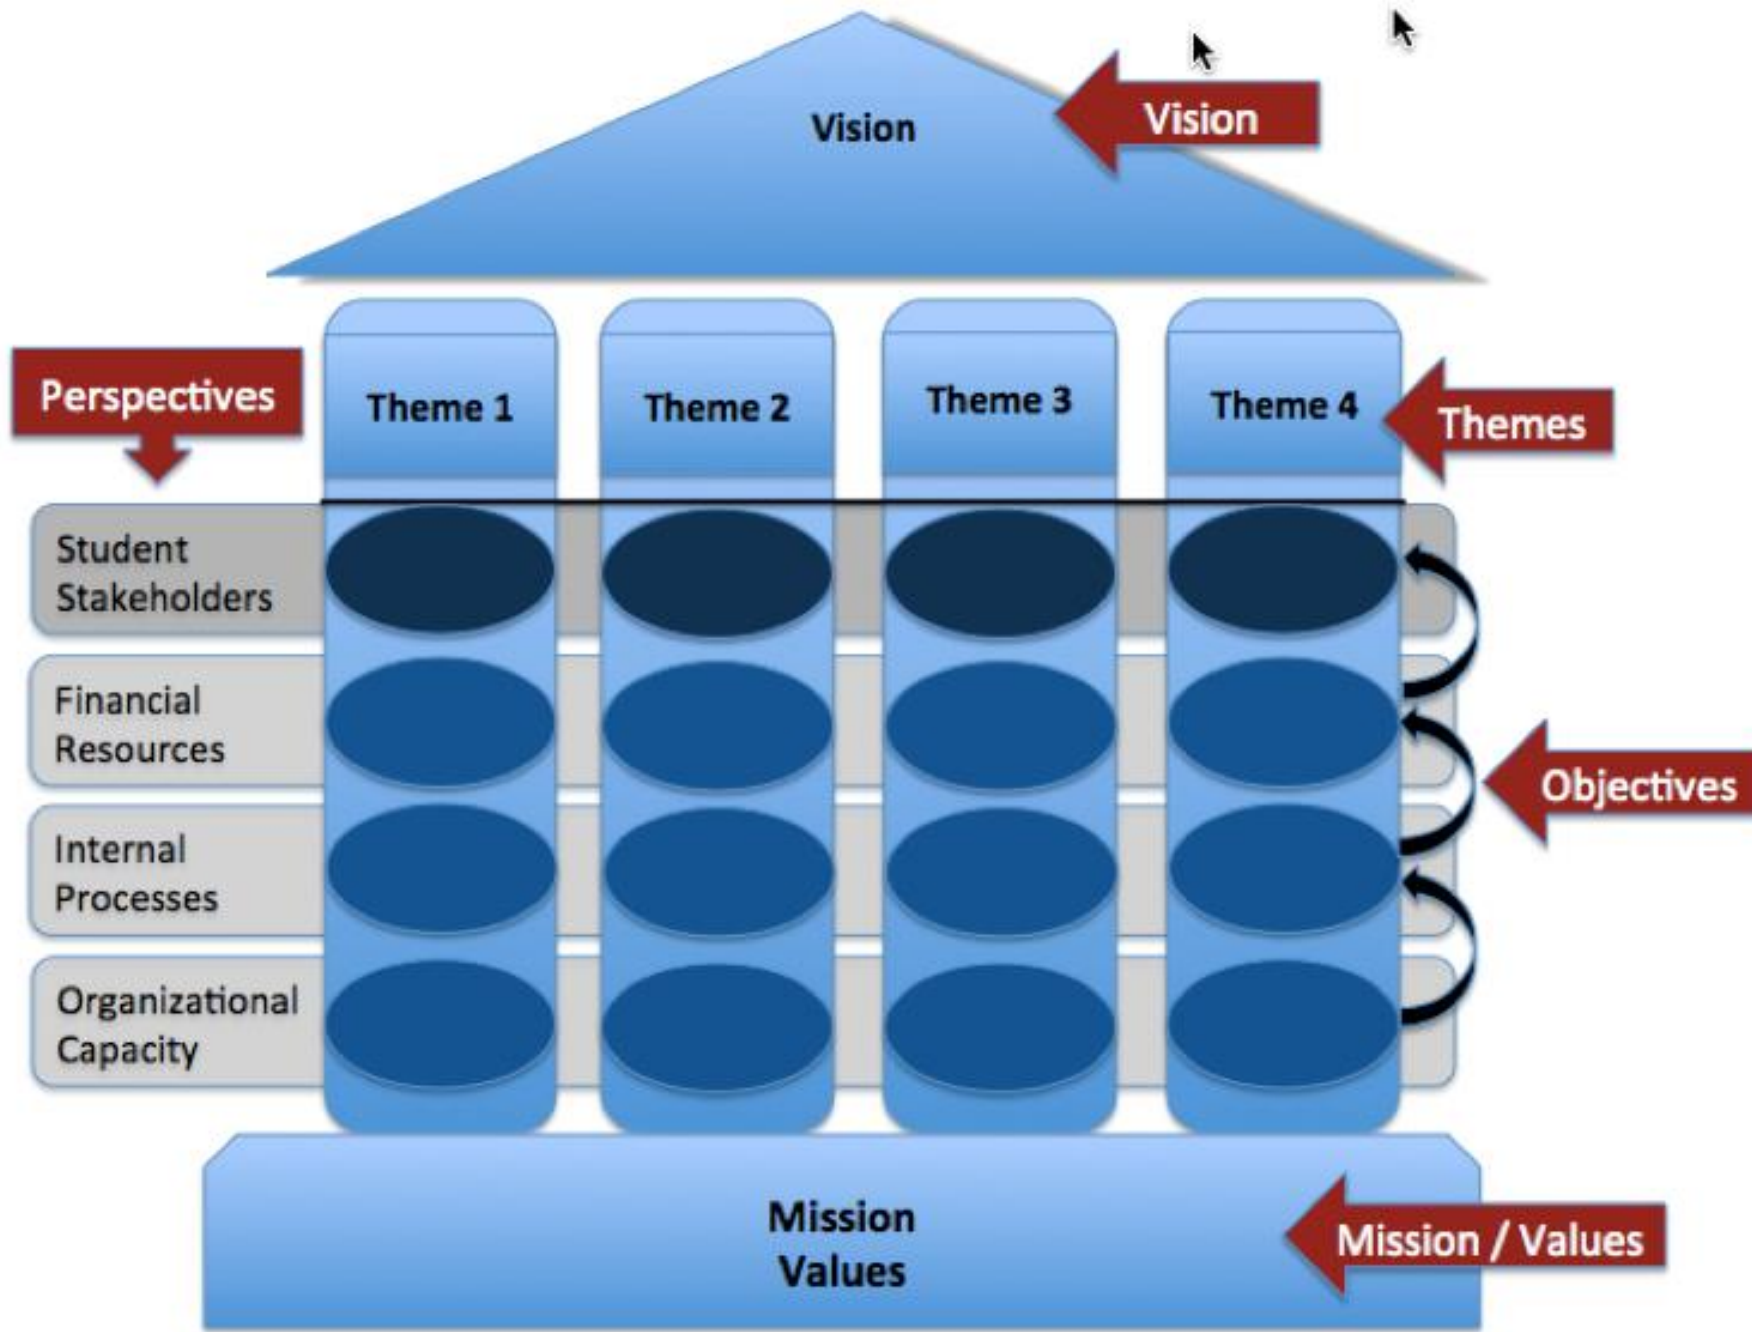 Vision
Vision
Perspectives
Theme 1
Theme 2
Theme 3
Theme 4
Themes
Student
Stakeholders
Financial
Resources
Objectives
Internal
Processes
Organizational
Capacity
Mission
Values
Mission / Values